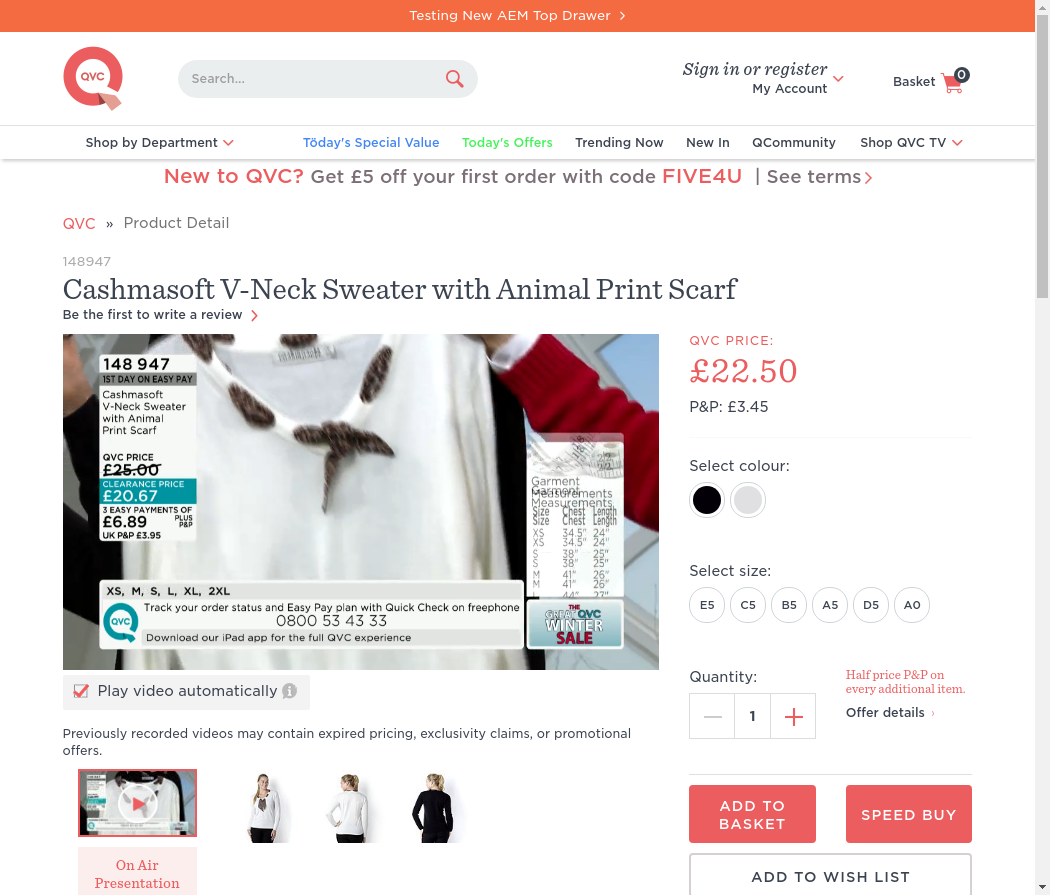 Testing New AEM Top Drawer
QVC
Search...
Sign in or register
My Account
Basket
0
Shop by Department
Töday's Special Value
Today's Offers
Trending Now
New In
QCommunity
Shop QVC TV
New to QVC? Get £5 off your first order with code FIVE4U | See terms
QVC » Product Detail
148947
Cashmasoft V-Neck Sweater with Animal Print Scarf
Be the first to write a review
148 947
1ST DAY ON EASY PAY
Cashmasoft
V-Neck Sweater
with Animal
Print Scarf
QVC PRICE
£25.00
CLEARANCE PRICE
£20.67
3 EASY PAYMENTS OF
£6.89 PLUS P&P
UK P&P £3.95
Garment
Measurements
Size Chest Length
XS 34.5" 24"
S 38" 25"
M 41" 26"
L 44" 27"
XS, M, S, L, XL, 2XL
QVC
Track your order status and Easy Pay plan with Quick Check on freephone
0800 53 43 33
Download our iPad app for the full QVC experience
THE
GREAT QVC
WINTER
SALE
Play video automatically
Previously recorded videos may contain expired pricing, exclusivity claims, or promotional
offers.
On Air
Presentation
QVC PRICE:
£22.50
P&P: £3.45
Select colour:
Select size:
E5
C5
B5
A5
D5
A0
Quantity:
1
Half price P&P on
every additional item.
Offer details
ADD TO
BASKET
SPEED BUY
ADD TO WISH LIST